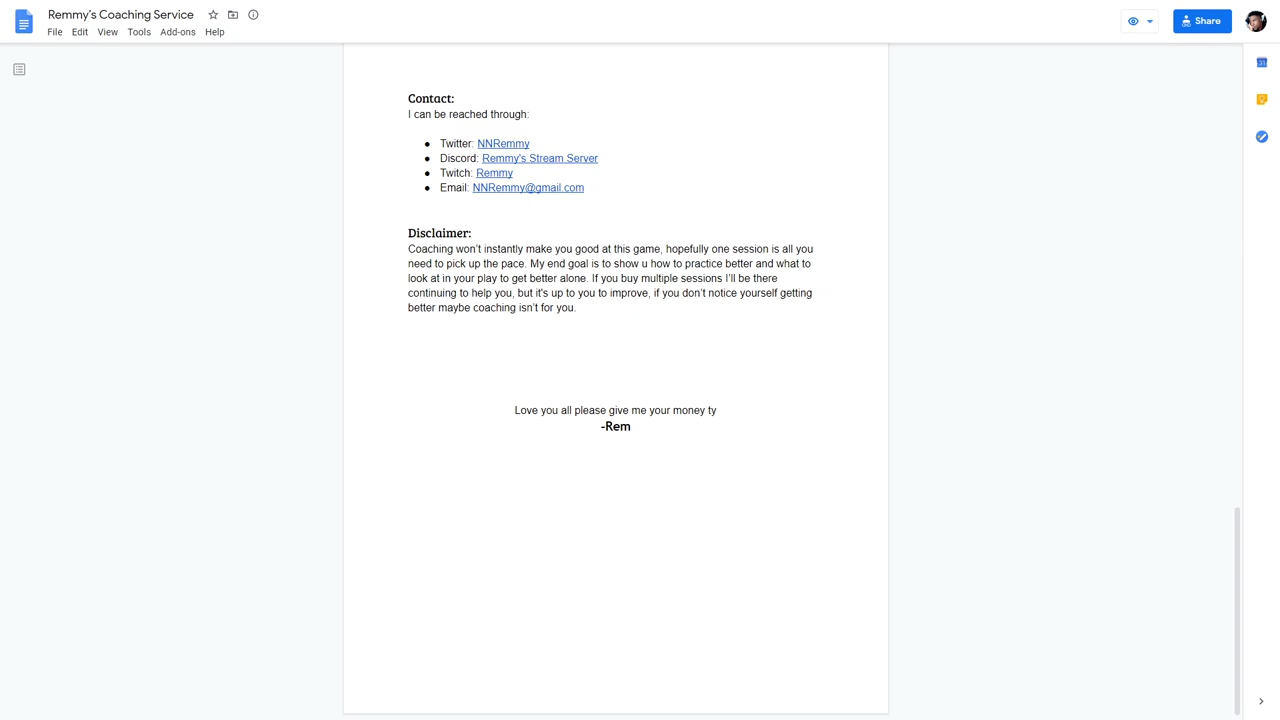 Remmy's Coaching Service
File Edit View Tools Add-ons Help
Share
Contact:
I can be reached through:
● Twitter: NNRemmy
● Discord: Remmy's Stream Server
● Twitch: Remmy
● Email: NNRemmy@gmail.com
Disclaimer:
Coaching won't instantly make you good at this game, hopefully one session is all you
need to pick up the pace. My end goal is to show u how to practice better and what to
look at in your play to get better alone. If you buy multiple sessions I'll be there
continuing to help you, but it's up to you to improve, if you don't notice yourself getting
better maybe coaching isn't for you.
Love you all please give me your money ty
-Rem